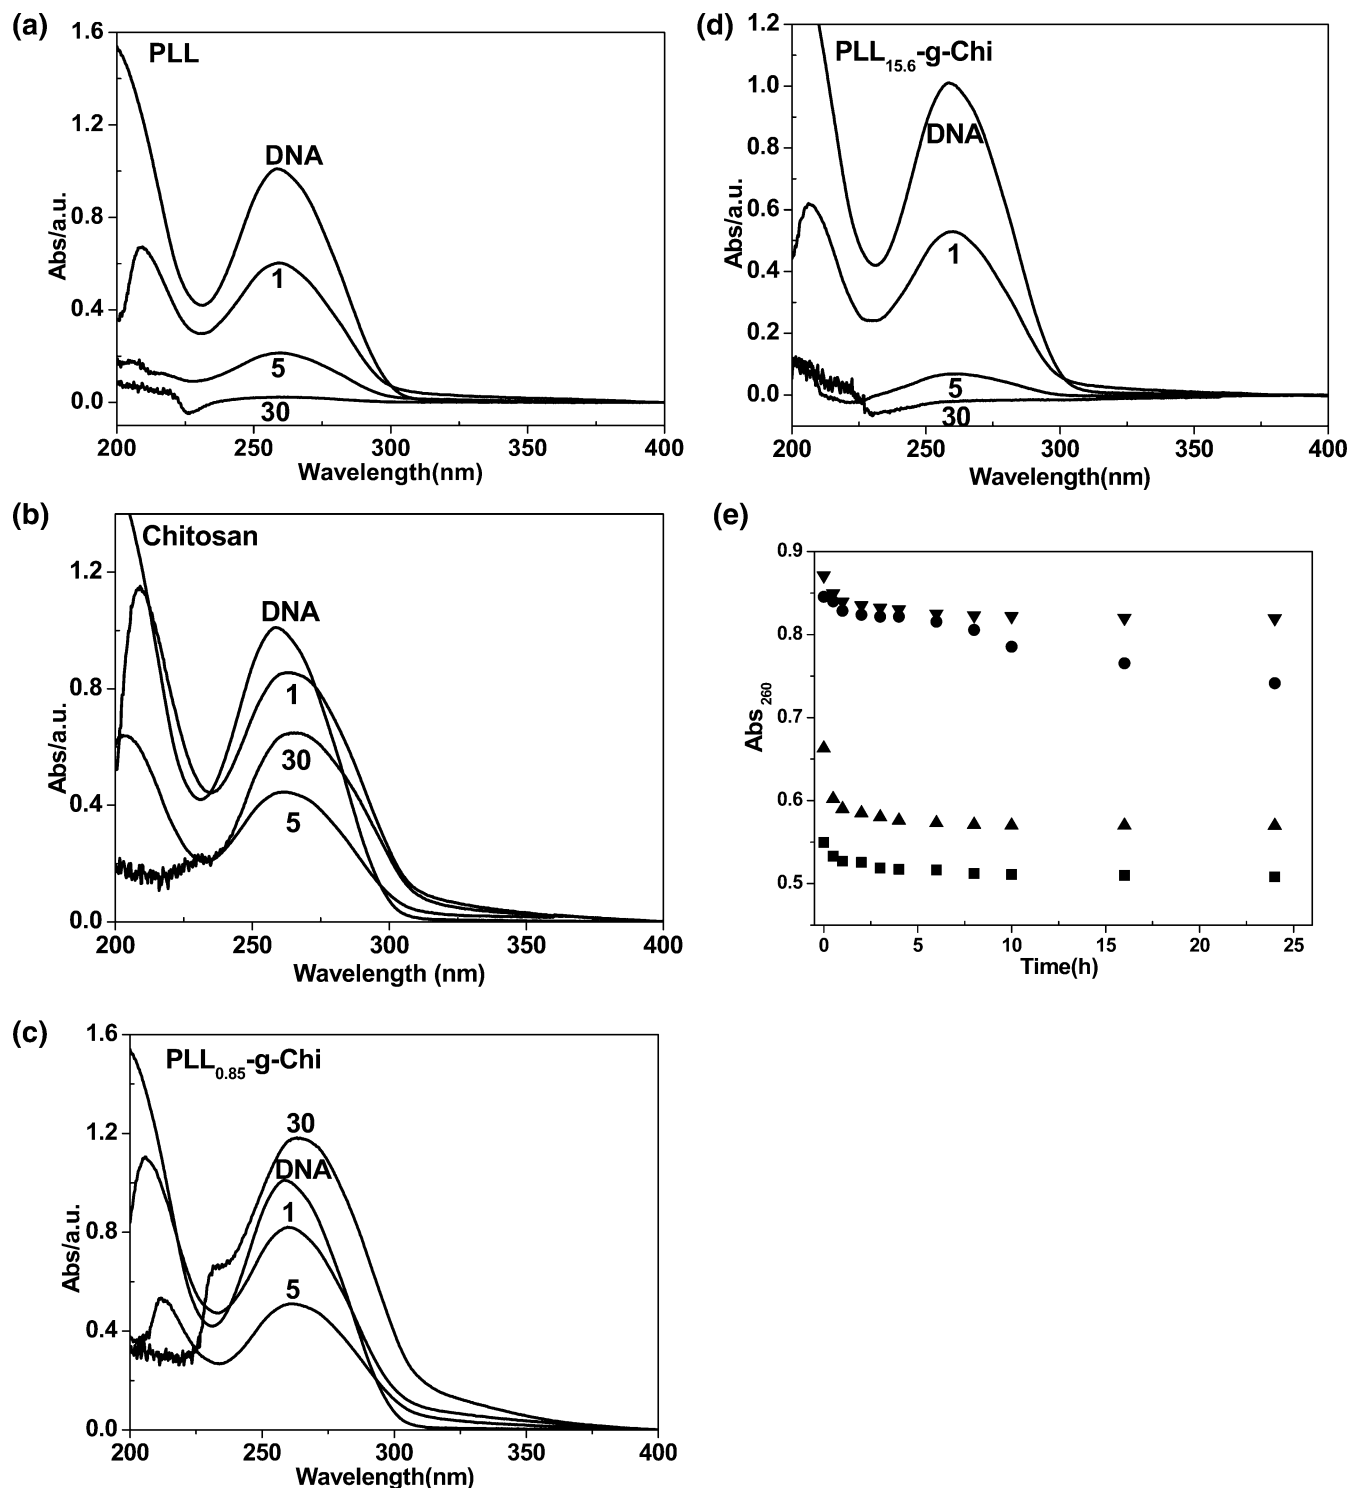 (a)
PLL
DNA
1
5
30
1.6
1.2
0.8
0.4
0.0
Abs/a.u.
200 250 300 350 400
Wavelength(nm)
(d)
PLL15.6-g-Chi
DNA
1
5
30
1.2
1.0
0.8
0.6
0.4
0.2
0.0
Abs/a.u.
200 250 300 350 400
Wavelength(nm)
(b)
Chitosan
DNA
1
30
5
1.2
0.8
0.4
0.0
Abs/a.u.
200 250 300 350 400
Wavelength (nm)
(e)
0.9
0.8
0.7
0.6
0.5
Abs260
0 5 10 15 20 25
Time(h)
(c)
PLL0.85-g-Chi
30
DNA
1
5
1.6
1.2
0.8
0.4
0.0
Abs/a.u.
200 250 300 350 400
Wavelength(nm)